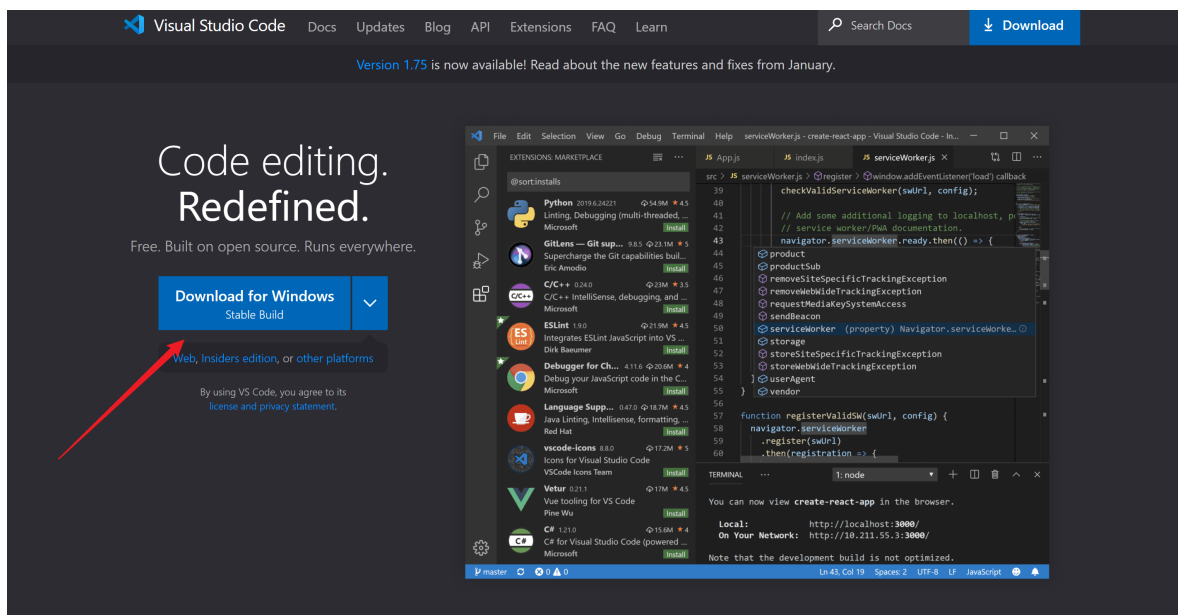 Visual Studio Code Docs Updates Blog API Extensions FAQ Learn Search Docs Download
Version 1.75 is now available! Read about the new features and fixes from January.
Code editing.
Redefined.
Free. Built on open source. Runs everywhere.
Download for Windows
Stable Build
Web, Insiders edition, or other platforms
By using VS Code, you agree to its
license and privacy statement.
File Edit Selection View Go Debug Terminal Help serviceWorker.js - create-react-app - Visual Studio Code - In...
EXTENSIONS: MARKETPLACE
@sort:installs
Python 2019.6.24221 54.9M ★ 4.5
Linting, Debugging (multi-threaded, ...
Microsoft Install
GitLens — Git sup... 9.8.5 23.1M ★ 5
Supercharge the Git capabilities buil...
Eric Amodio Install
C/C++ 0.24.0 23M ★ 3.5
C/C++ IntelliSense, debugging, and ...
Microsoft Install
ESLint 1.9.0 21.9M ★ 4.5
Integrates ESLint JavaScript into VS ...
Dirk Baeumer Install
Debugger for Ch... 4.11.6 20.6M ★ 4
Debug your JavaScript code in the C...
Microsoft Install
Language Supp... 0.47.0 18.7M ★ 4.5
Java Linting, Intellisense, formatting, ...
Red Hat Install
vscode-icons 8.8.0 17.2M ★ 5
Icons for Visual Studio Code
VSCode Icons Team Install
Vetur 0.21.1 17M ★ 4.5
Vue tooling for VS Code
Pine Wu Install
C# 1.21.0 15.6M ★ 4
C# for Visual Studio Code (powered ...
Microsoft Install
C/C++
ES
Lint
C#
JS App.js JS index.js JS serviceWorker.js
src > JS serviceWorker.js > register > window.addEventListener('load') callback
39 checkValidServiceWorker(swUrl, config);
40
41 // Add some additional logging to localhost, p
42 // service worker/PWA documentation.
43 navigator.serviceWorker.ready.then(() => {
44 product
45 productSub
46 removeSiteSpecificTrackingException
47 removeWebWideTrackingException
48 requestMediaKeySystemAccess
49 sendBeacon
50 serviceWorker (property) Navigator.serviceWorke...
51 storage
52 storeSiteSpecificTrackingException
53 storeWebWideTrackingException
54 } userAgent
55 } vendor
56
57 function registerValidSW(swUrl, config) {
58 navigator.serviceWorker
59 .register(swUrl)
60 .then(registration => {
TERMINAL ... 1: node
You can now view create-react-app in the browser.
Local: http://localhost:3000/
On Your Network: http://10.211.55.3:3000/
Note that the development build is not optimized.
master 0 0 Ln 43, Col 19 Spaces: 2 UTF-8 LF JavaScript